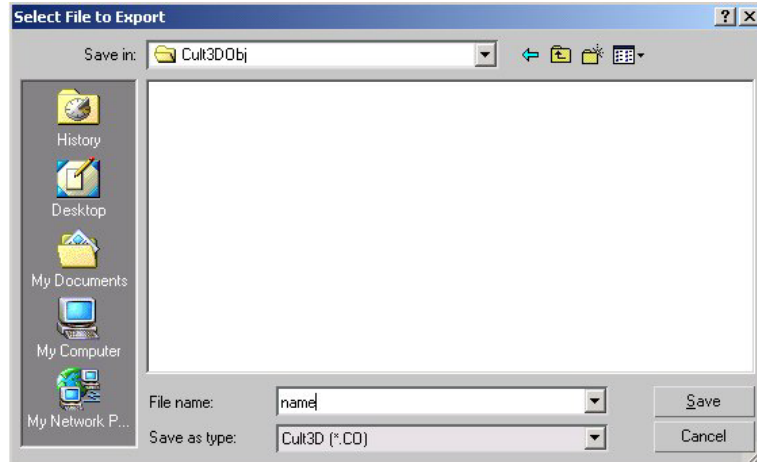 Select File to Export
Save in: Cult3DObj
History
Desktop
My Documents
My Computer
My Network P...
File name: name Save
Save as type: Cult3D (*.CO) Cancel